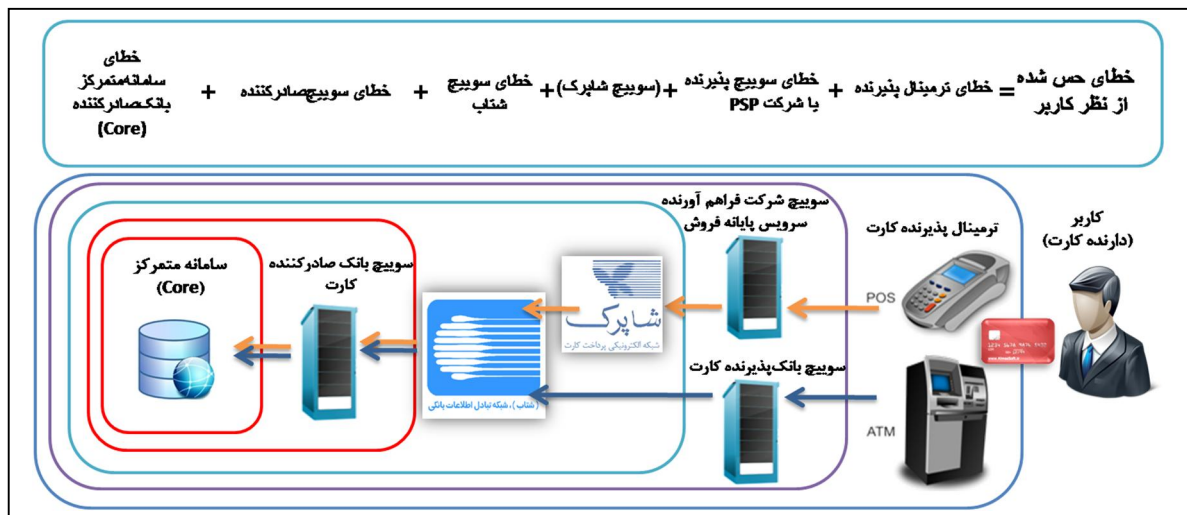 خطای حس شده
از نظر کاربر
=
خطای ترمینال پذیرنده
+
خطای سوییچ پذیرنده
یا شرکت PSP
+
(سوییچ شاپرک)
+
خطای سوییچ
شتاب
+
خطای سوییچ‌صادرکننده
+
خطای
سامانه‌متمرکز
بانک‌صادرکننده
(Core)
کاربر
(دارنده کارت)
ترمینال پذیرنده کارت
POS
ATM
سوییچ شرکت فراهم آورنده
سرویس پایانه فروش
سوییچ بانک‌پذیرنده کارت
شاپرک
شبکه الکترونیکی پرداخت کارت
(شتاب)، شبکه تبادل اطلاعات بانکی
سوییچ بانک صادرکننده
کارت
سامانه متمرکز
(Core)